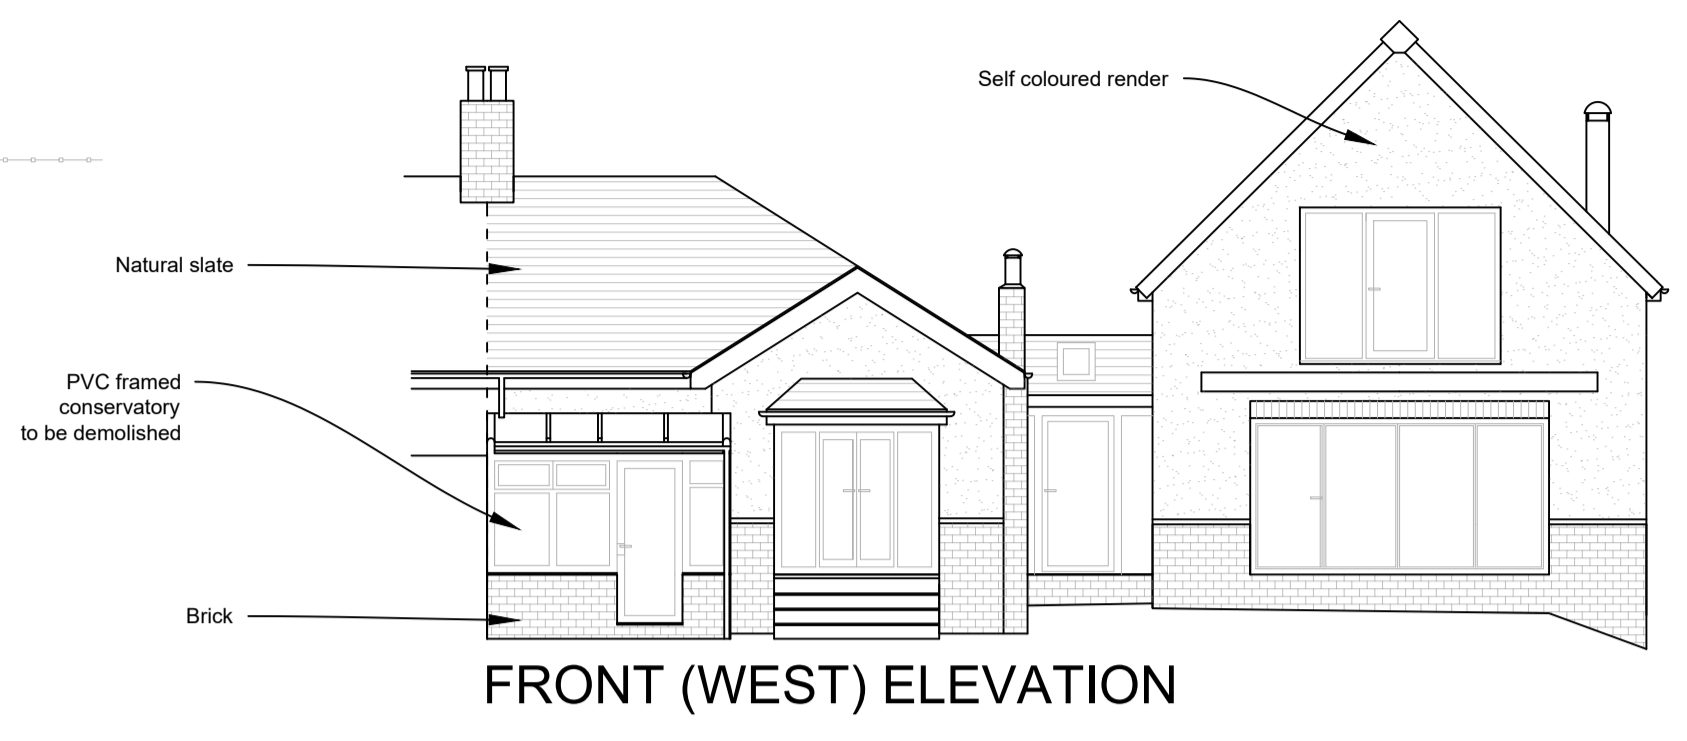 Self coloured render
Natural slate
PVC framed
conservatory
to be demolished
Brick
FRONT (WEST) ELEVATION